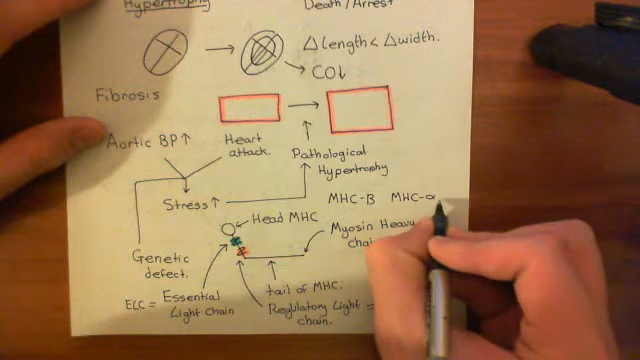 Hypertrophy
Death/Arrest
Δ length < Δ width.
CO↓
Fibrosis
Aortic BP ↑
Heart
attack.
Pathological
Hypertrophy
Stress ↑
MHC-B MHC-α
Head MHC
Myosin Heavy
Genetic
defect.
tail of MHC.
ELC = Essential
Light Chain
Regulatory Light =
chain.